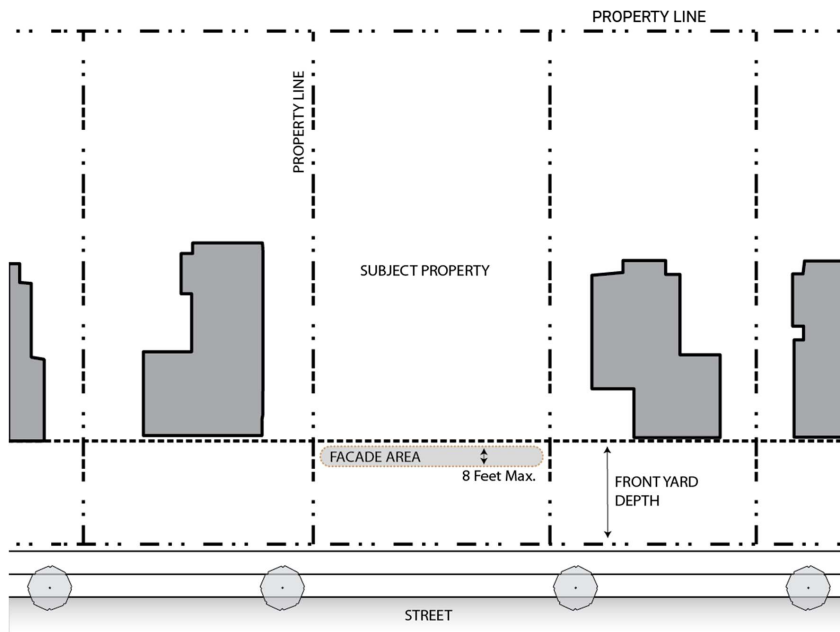 PROPERTY LINE
PROPERTY LINE
SUBJECT PROPERTY
FACADE AREA
8 Feet Max.
FRONT YARD
DEPTH
STREET